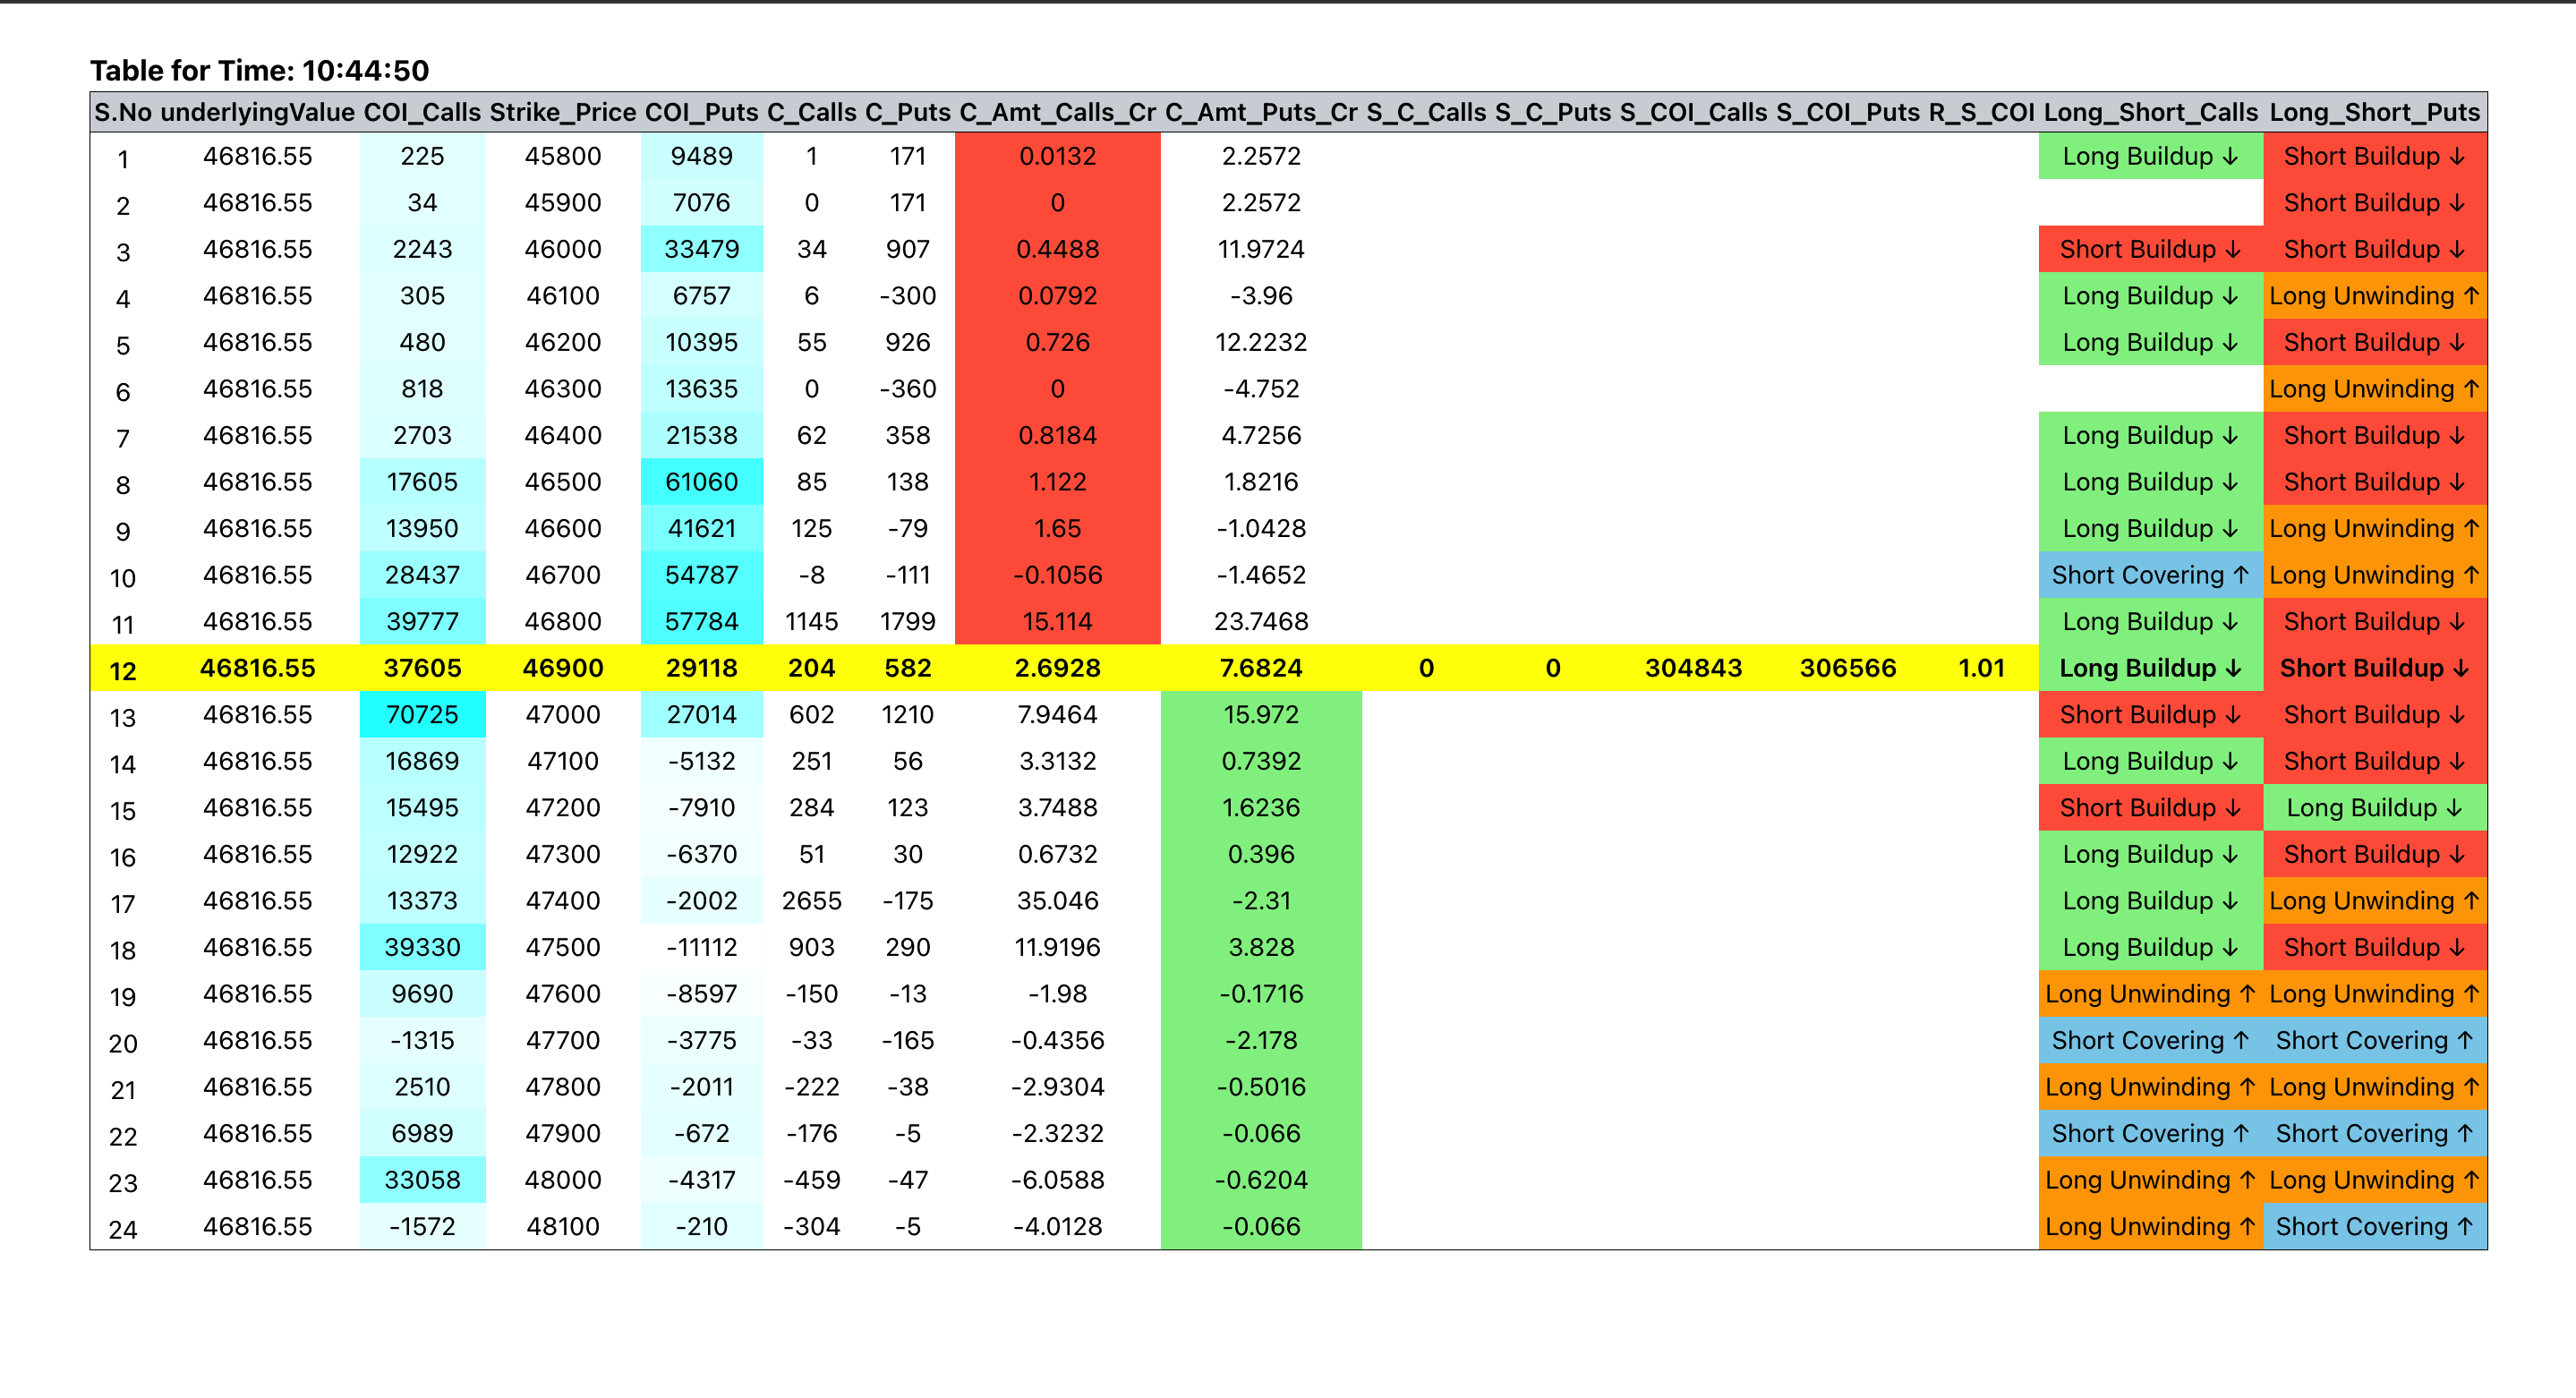 Table for Time: 10:44:50
S.No underlyingValue COI_Calls Strike_Price COI_Puts C_Calls C_Puts C_Amt_Calls_Cr C_Amt_Puts_Cr S_C_Calls S_C_Puts S_COI_Calls S_COI_Puts R_S_COI Long_Short_Calls Long_Short_Puts
1 46816.55 225 45800 9489 1 171 0.0132 2.2572 Long Buildup ↓ Short Buildup ↓
2 46816.55 34 45900 7076 0 171 0 2.2572 Short Buildup ↓
3 46816.55 2243 46000 33479 34 907 0.4488 11.9724 Short Buildup ↓ Short Buildup ↓
4 46816.55 305 46100 6757 6 -300 0.0792 -3.96 Long Buildup ↓ Long Unwinding ↑
5 46816.55 480 46200 10395 55 926 0.726 12.2232 Long Buildup ↓ Short Buildup ↓
6 46816.55 818 46300 13635 0 -360 0 -4.752 Long Unwinding ↑
7 46816.55 2703 46400 21538 62 358 0.8184 4.7256 Long Buildup ↓ Short Buildup ↓
8 46816.55 17605 46500 61060 85 138 1.122 1.8216 Long Buildup ↓ Short Buildup ↓
9 46816.55 13950 46600 41621 125 -79 1.65 -1.0428 Long Buildup ↓ Long Unwinding ↑
10 46816.55 28437 46700 54787 -8 -111 -0.1056 -1.4652 Short Covering ↑ Long Unwinding ↑
11 46816.55 39777 46800 57784 1145 1799 15.114 23.7468 Long Buildup ↓ Short Buildup ↓
12 46816.55 37605 46900 29118 204 582 2.6928 7.6824 0 0 304843 306566 1.01 Long Buildup ↓ Short Buildup ↓
13 46816.55 70725 47000 27014 602 1210 7.9464 15.972 Short Buildup ↓ Short Buildup ↓
14 46816.55 16869 47100 -5132 251 56 3.3132 0.7392 Long Buildup ↓ Short Buildup ↓
15 46816.55 15495 47200 -7910 284 123 3.7488 1.6236 Short Buildup ↓ Long Buildup ↓
16 46816.55 12922 47300 -6370 51 30 0.6732 0.396 Long Buildup ↓ Short Buildup ↓
17 46816.55 13373 47400 -2002 2655 -175 35.046 -2.31 Long Buildup ↓ Long Unwinding ↑
18 46816.55 39330 47500 -11112 903 290 11.9196 3.828 Long Buildup ↓ Short Buildup ↓
19 46816.55 9690 47600 -8597 -150 -13 -1.98 -0.1716 Long Unwinding ↑ Long Unwinding ↑
20 46816.55 -1315 47700 -3775 -33 -165 -0.4356 -2.178 Short Covering ↑ Short Covering ↑
21 46816.55 2510 47800 -2011 -222 -38 -2.9304 -0.5016 Long Unwinding ↑ Long Unwinding ↑
22 46816.55 6989 47900 -672 -176 -5 -2.3232 -0.066 Short Covering ↑ Short Covering ↑
23 46816.55 33058 48000 -4317 -459 -47 -6.0588 -0.6204 Long Unwinding ↑ Long Unwinding ↑
24 46816.55 -1572 48100 -210 -304 -5 -4.0128 -0.066 Long Unwinding ↑ Short Covering ↑